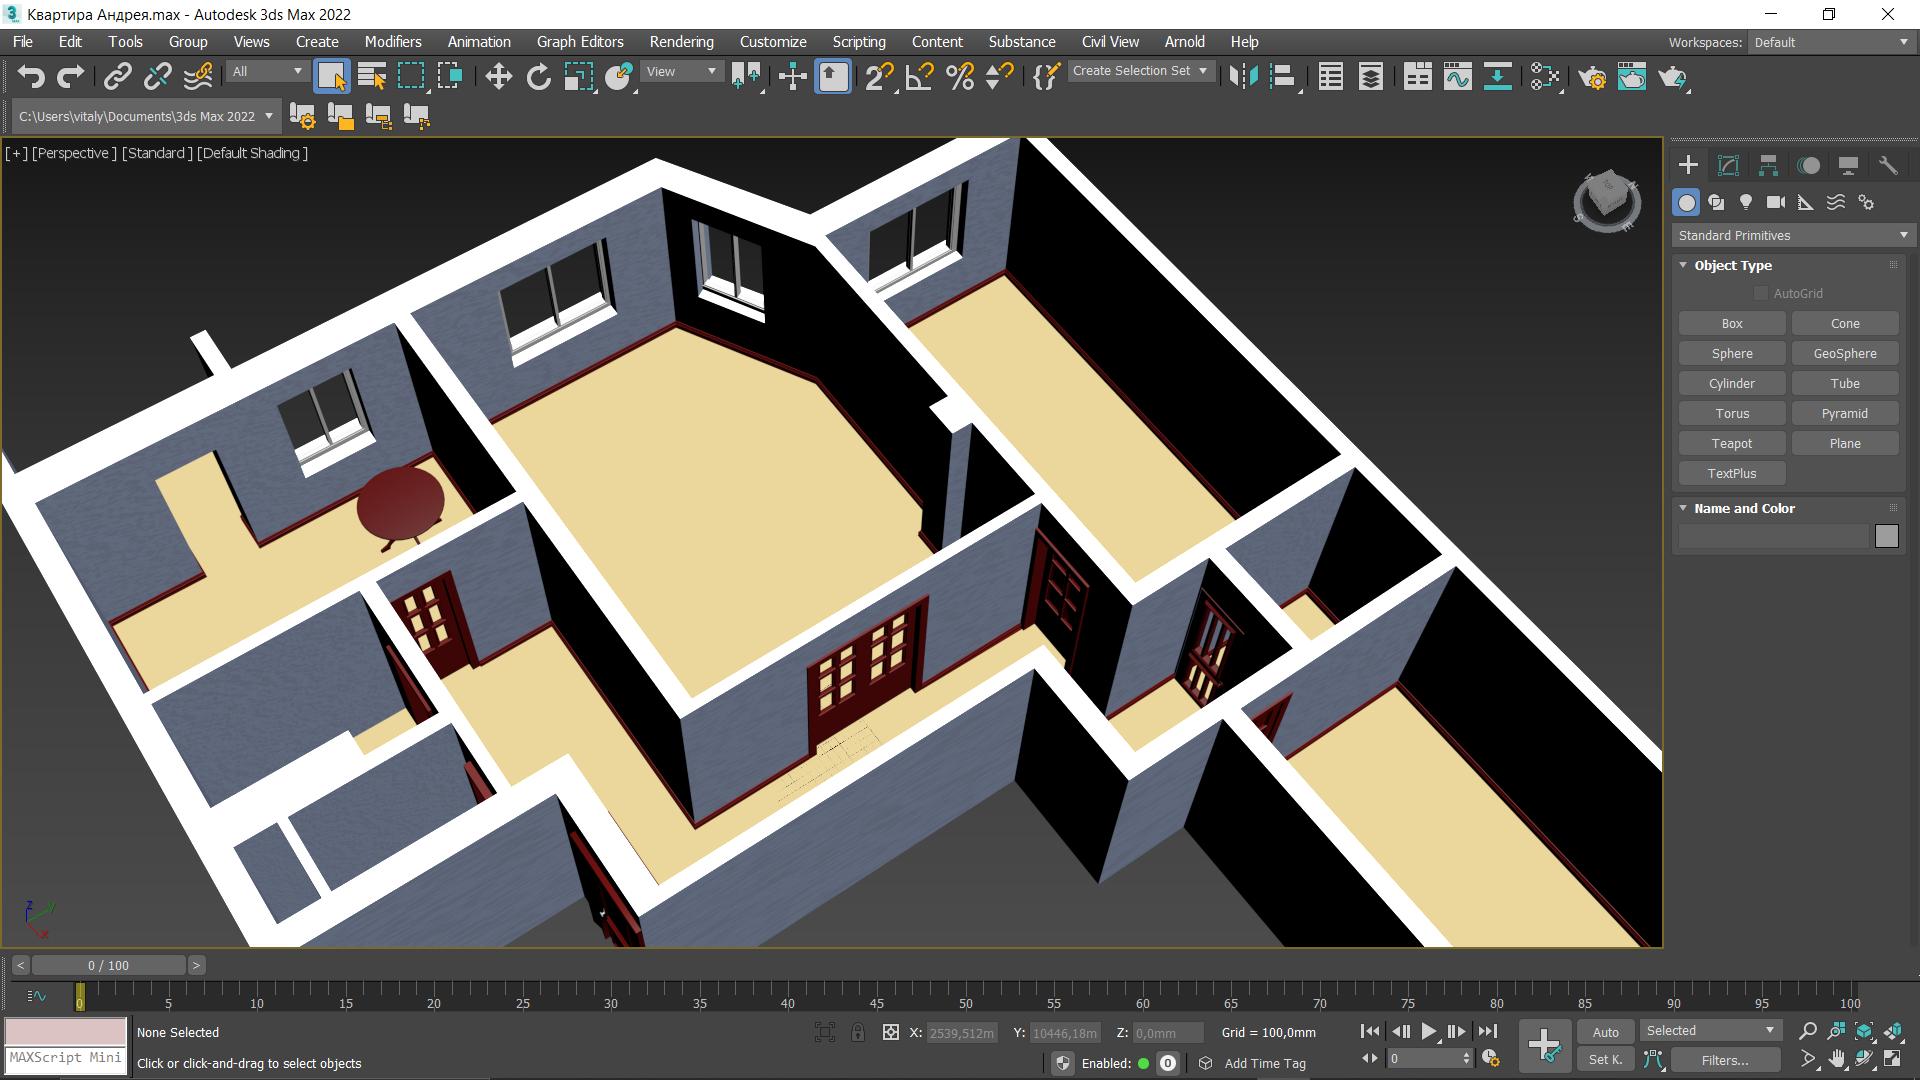 Квартира Андрея.max - Autodesk 3ds Max 2022
File Edit Tools Group Views Create Modifiers Animation Graph Editors Rendering Customize Scripting Content Substance Civil View Arnold Help Workspaces: Default
All View Create Selection Set
C:\Users\vitaly\Documents\3ds Max 2022
[+] [Perspective ] [Standard ] [Default Shading ]
Standard Primitives
Object Type
AutoGrid
Box Cone
Sphere GeoSphere
Cylinder Tube
Torus Pyramid
Teapot Plane
TextPlus
Name and Color
z
y
x
< 0 / 100 >
0 5 10 15 20 25 30 35 40 45 50 55 60 65 70 75 80 85 90 95 100
None Selected X: 2539,512m Y: 10446,18m Z: 0,0mm Grid = 100,0mm Auto Selected
MAXScript Mini Click or click-and-drag to select objects Enabled: 0 Add Time Tag 0 Set K. Filters...